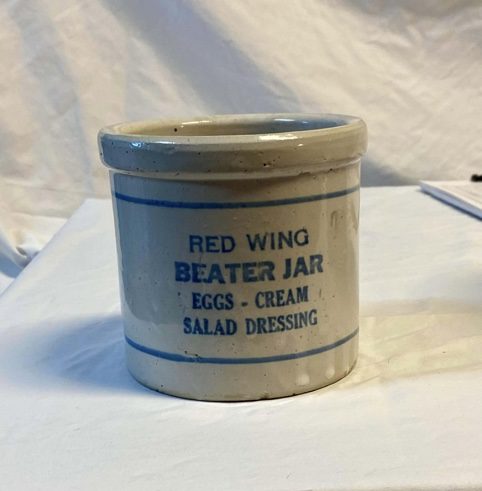 RED WING
BEATER JAR
EGGS - CREAM
SALAD DRESSING